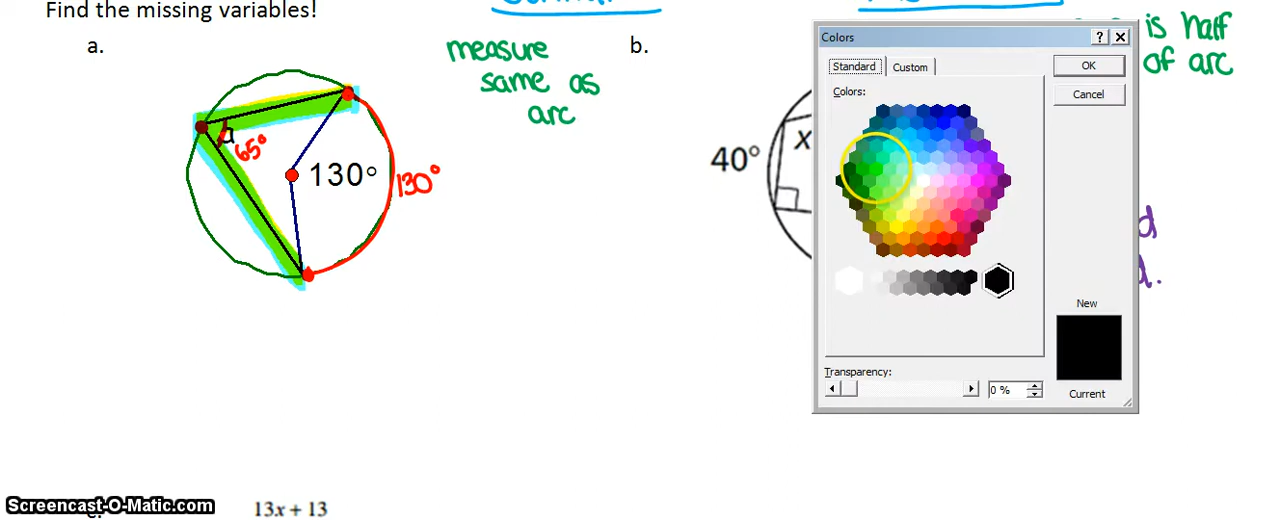 Find the missing variables!
a.
measure
same as
arc
a
65°
130°
130°
b.
40°
x
is half
of arc
d
d.
Colors
Standard
Custom
OK
Cancel
Colors:
New
Current
Transparency:
0 %
13x + 13
Screencast-O-Matic.com